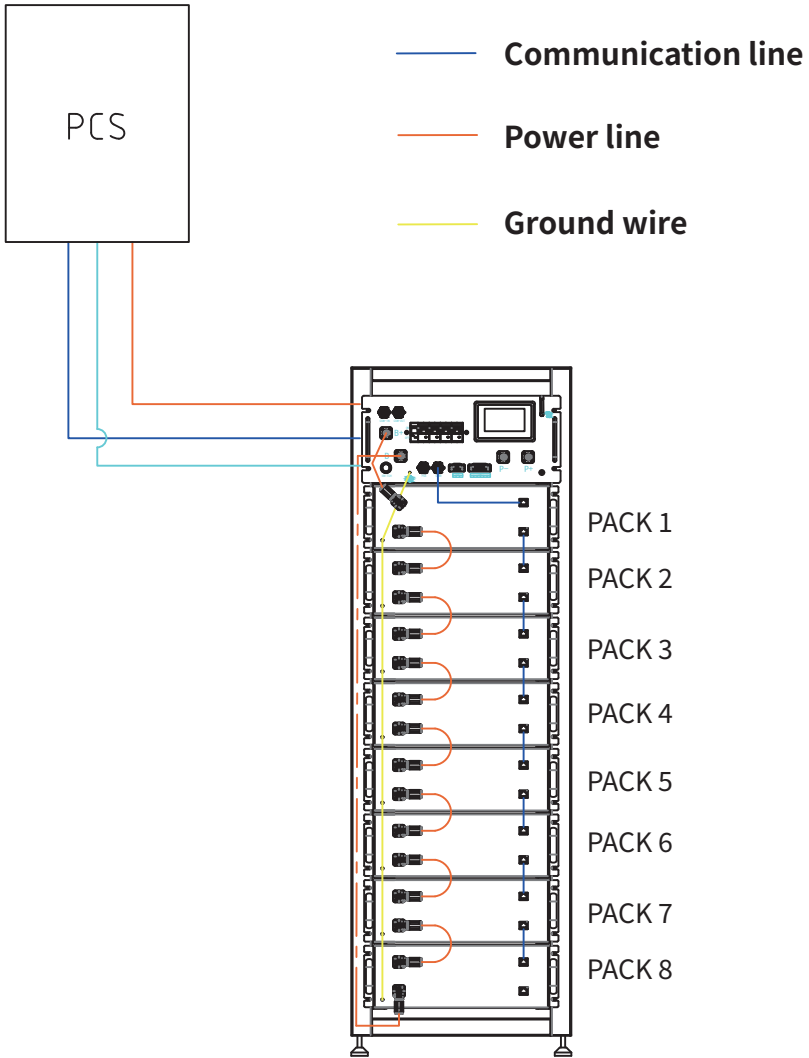 PCS
Communication line
Power line
Ground wire
B+
P-
P+
PACK 1
PACK 2
PACK 3
PACK 4
PACK 5
PACK 6
PACK 7
PACK 8